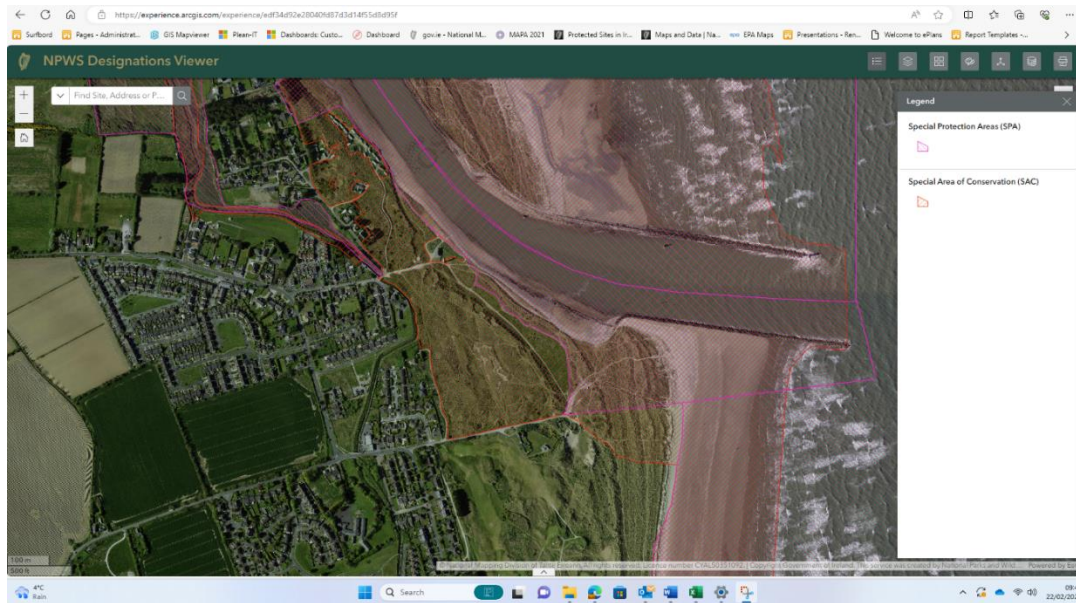 https://experience.arcgis.com/experience/edf34d92e28040fd87d3d14f55d8d95f
Surfbord
Pages - Administrat...
GIS Mapviewer
Plean-IT
Dashboards: Custo...
Dashboard
gov.ie - National M...
MAPA 2021
Protected Sites in Ir...
Maps and Data | Na...
EPA Maps
Presentations - Ren...
Welcome to ePlans
Report Templates -...
NPWS Designations Viewer
Find Site, Address or P...
Legend
Special Protection Areas (SPA)
Special Area of Conservation (SAC)
100 m
500 ft
4°C
Rain
Search
22/02/202